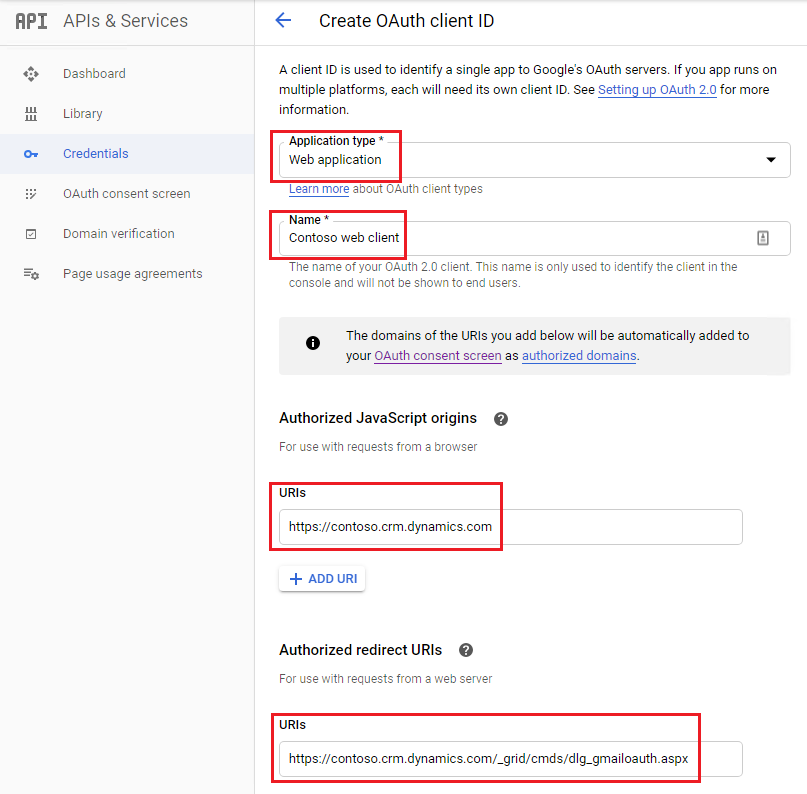 API APIs & Services
Create OAuth client ID
Dashboard
Library
Credentials
OAuth consent screen
Domain verification
Page usage agreements
A client ID is used to identify a single app to Google's OAuth servers. If you app runs on
multiple platforms, each will need its own client ID. See Setting up OAuth 2.0 for more
information.
Application type *
Web application
Learn more about OAuth client types
Name *
Contoso web client
The name of your OAuth 2.0 client. This name is only used to identify the client in the
console and will not be shown to end users.
The domains of the URIs you add below will be automatically added to
your OAuth consent screen as authorized domains.
Authorized JavaScript origins
For use with requests from a browser
URIs
https://contoso.crm.dynamics.com
+ ADD URI
Authorized redirect URIs
For use with requests from a web server
URIs
https://contoso.crm.dynamics.com/_grid/cmds/dlg_gmailoauth.aspx